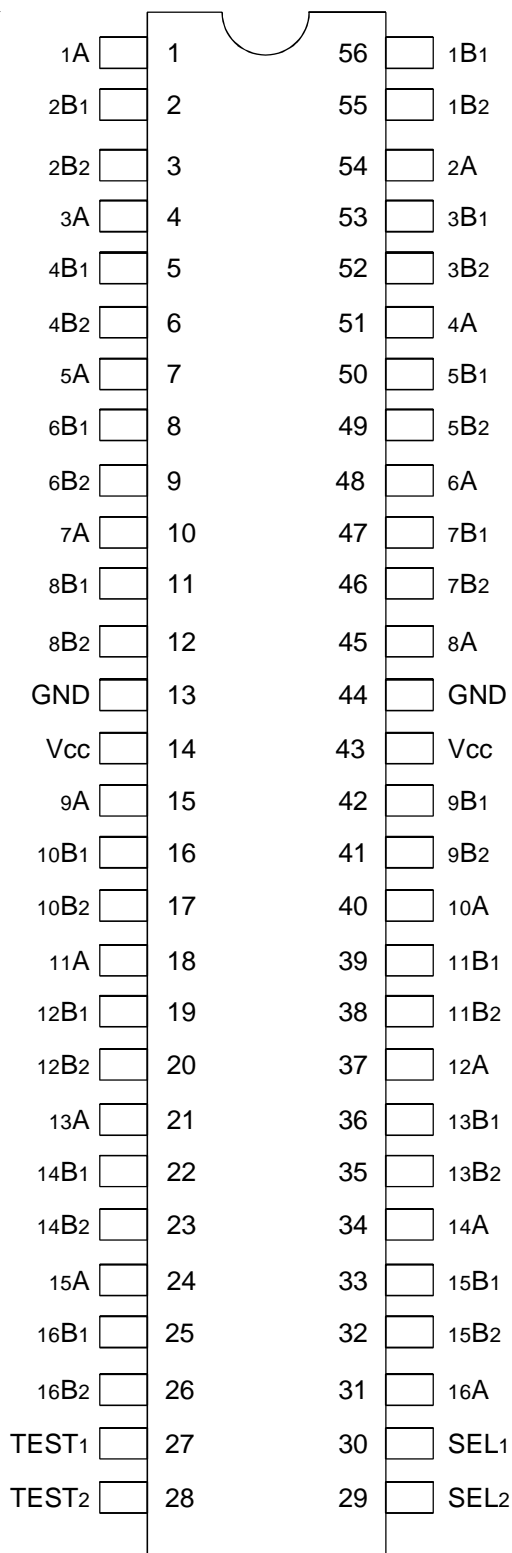 1A 1 56 1B1
2B1 2 55 1B2
2B2 3 54 2A
3A 4 53 3B1
4B1 5 52 3B2
4B2 6 51 4A
5A 7 50 5B1
6B1 8 49 5B2
6B2 9 48 6A
7A 10 47 7B1
8B1 11 46 7B2
8B2 12 45 8A
GND 13 44 GND
Vcc 14 43 Vcc
9A 15 42 9B1
10B1 16 41 9B2
10B2 17 40 10A
11A 18 39 11B1
12B1 19 38 11B2
12B2 20 37 12A
13A 21 36 13B1
14B1 22 35 13B2
14B2 23 34 14A
15A 24 33 15B1
16B1 25 32 15B2
16B2 26 31 16A
TEST1 27 30 SEL1
TEST2 28 29 SEL2